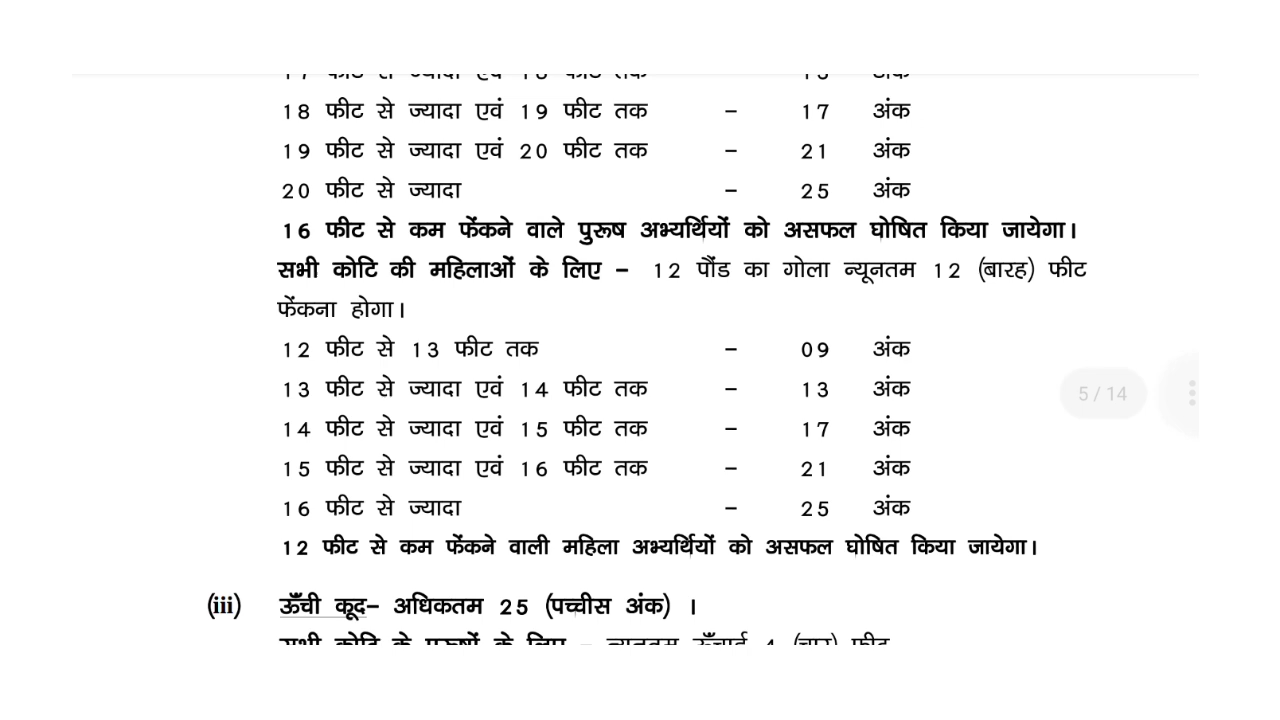 18 फीट से ज्यादा एवं 19 फीट तक – 17 अंक
19 फीट से ज्यादा एवं 20 फीट तक – 21 अंक
20 फीट से ज्यादा – 25 अंक
16 फीट से कम फेंकने वाले पुरूष अभ्यर्थियों को असफल घोषित किया जायेगा।
सभी कोटि की महिलाओं के लिए – 12 पौंड का गोला न्यूनतम 12 (बारह) फीट
फेंकना होगा।
12 फीट से 13 फीट तक – 09 अंक
13 फीट से ज्यादा एवं 14 फीट तक – 13 अंक
5 / 14
14 फीट से ज्यादा एवं 15 फीट तक – 17 अंक
15 फीट से ज्यादा एवं 16 फीट तक – 21 अंक
16 फीट से ज्यादा – 25 अंक
12 फीट से कम फेंकने वाली महिला अभ्यर्थियों को असफल घोषित किया जायेगा।
(iii) ऊँची कूद– अधिकतम 25 (पच्चीस अंक) ।
सभी कोटि के पुरूषों के लिए – न्यूनतम ऊँचाई 4 (चार) फीट